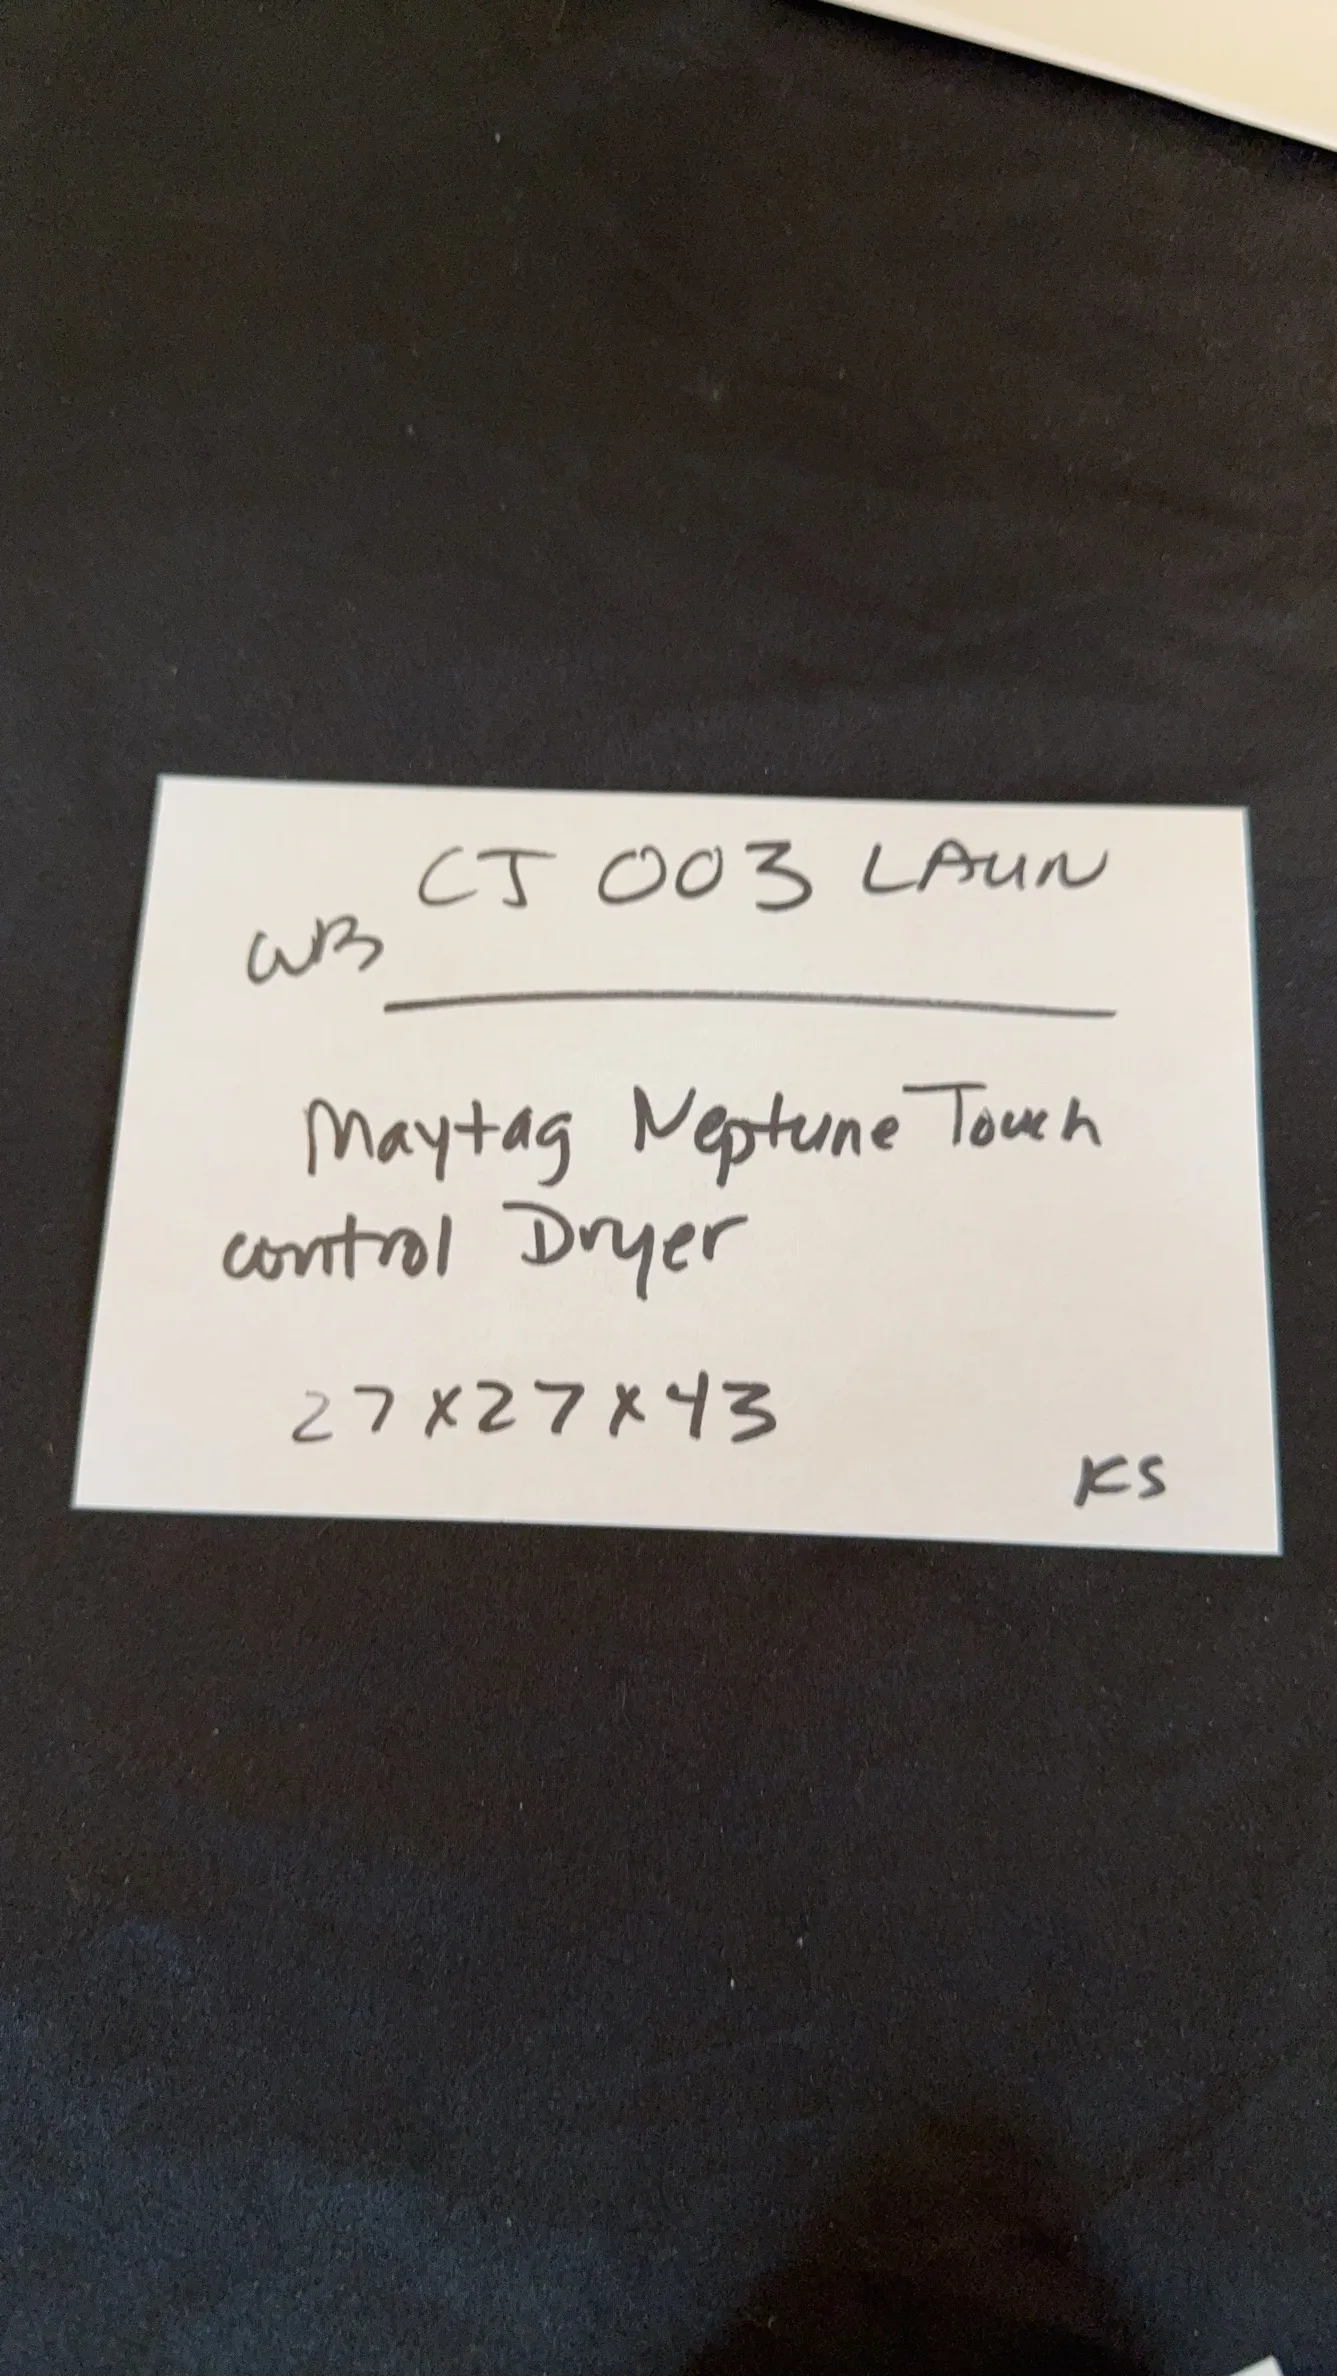 CJ 003 LAUN
WB
Maytag Neptune Touch
control Dryer
27x27x43
KS